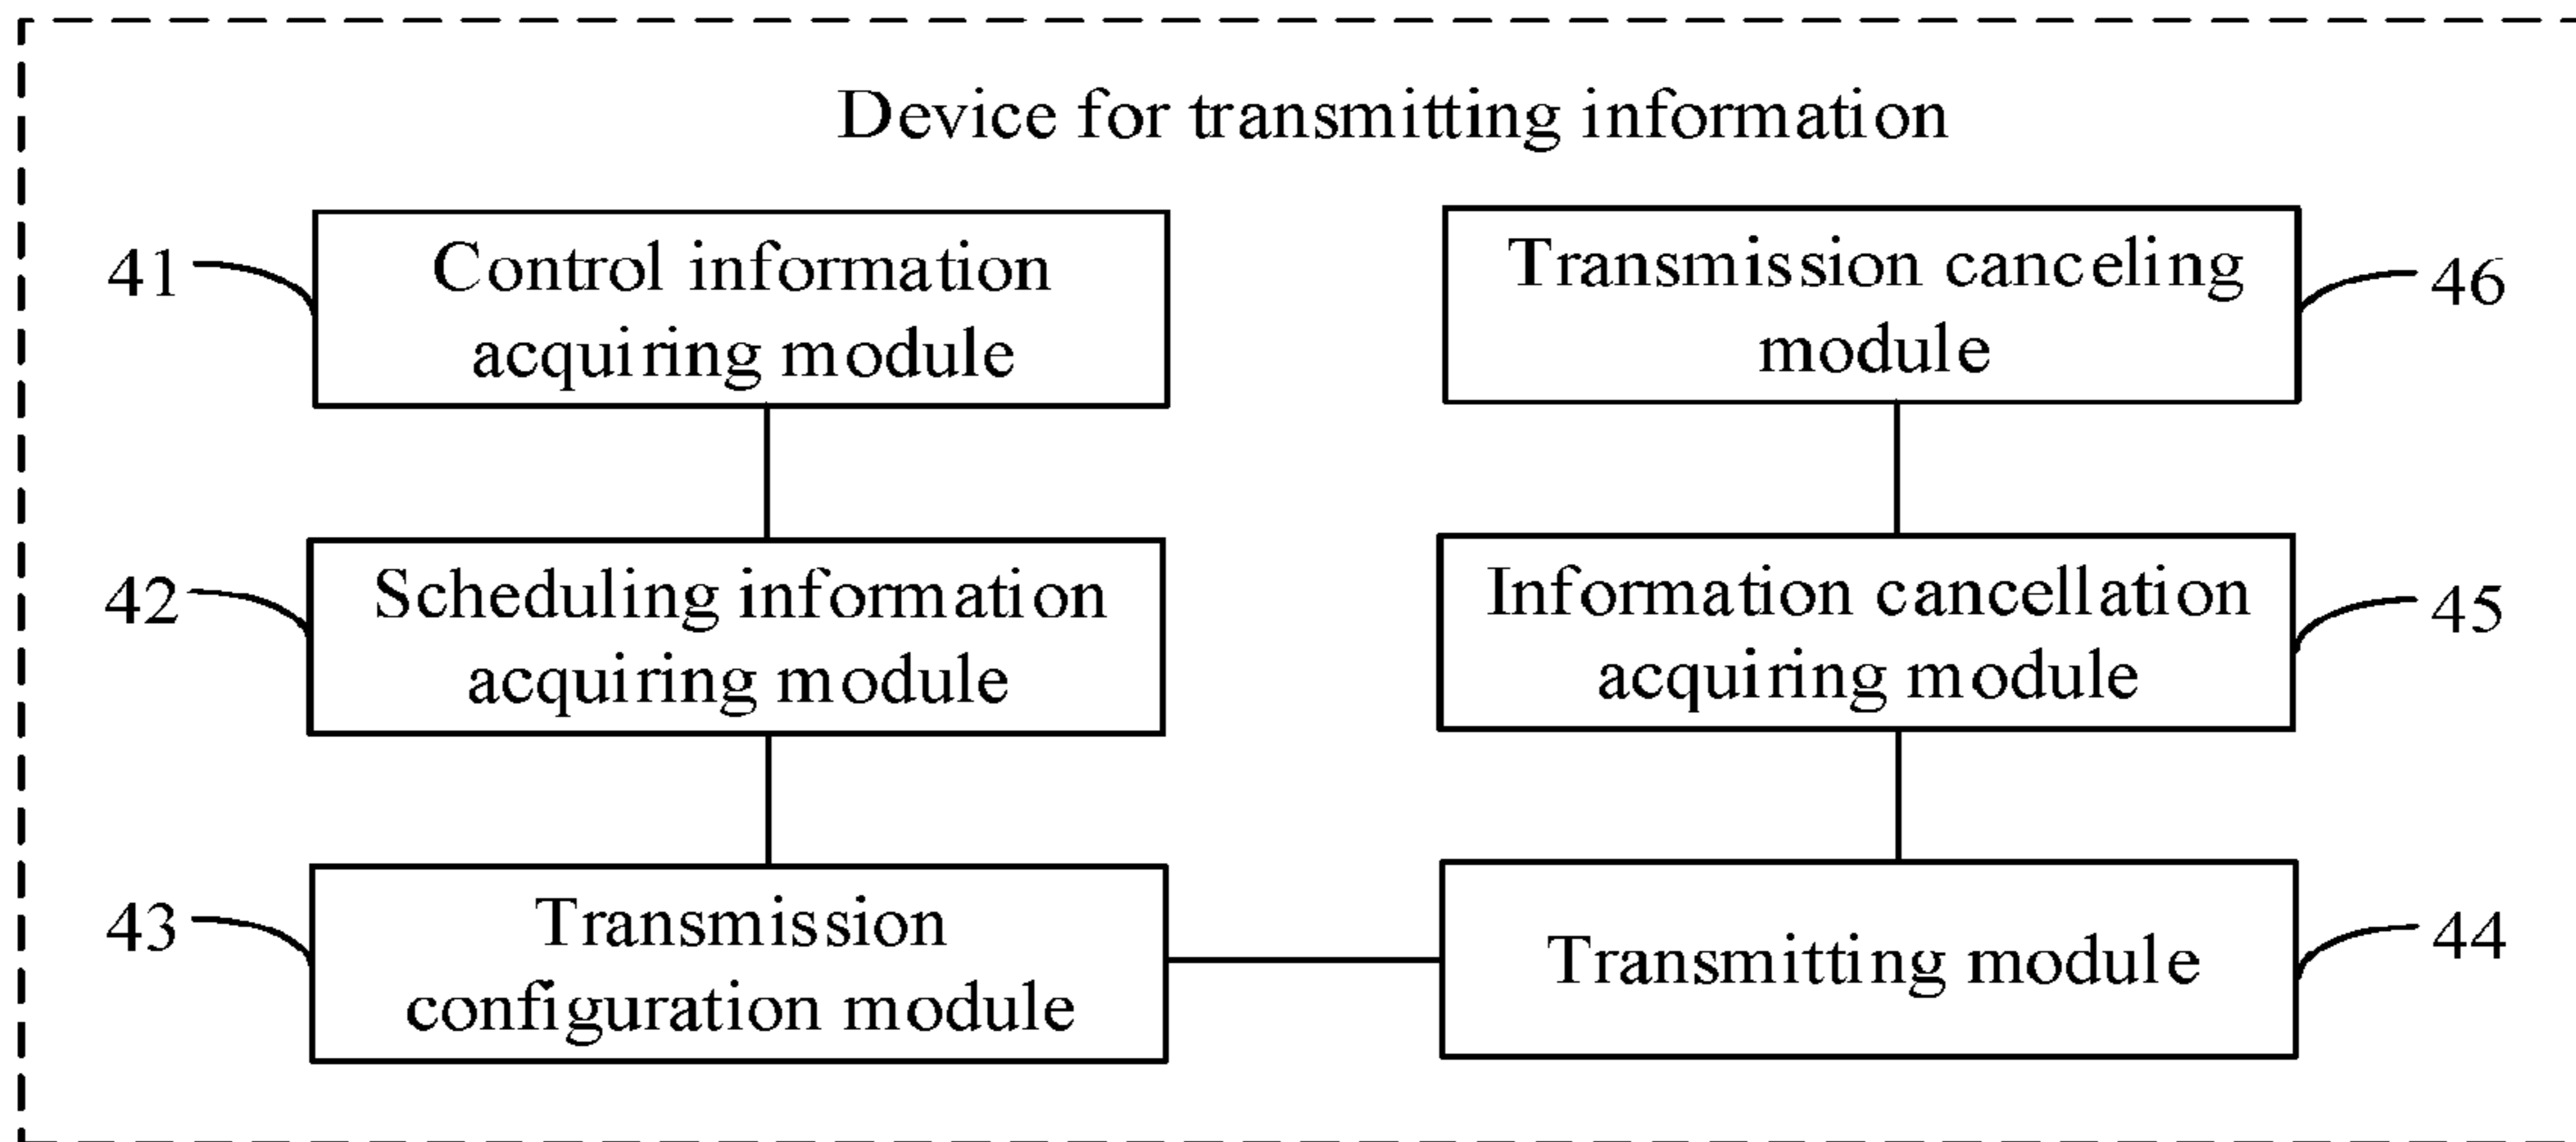 Device for transmitting information
41
Control information
acquiring module
Transmission canceling
module
46
42
Scheduling information
acquiring module
Information cancellation
acquiring module
45
43
Transmission
configuration module
Transmitting module
44